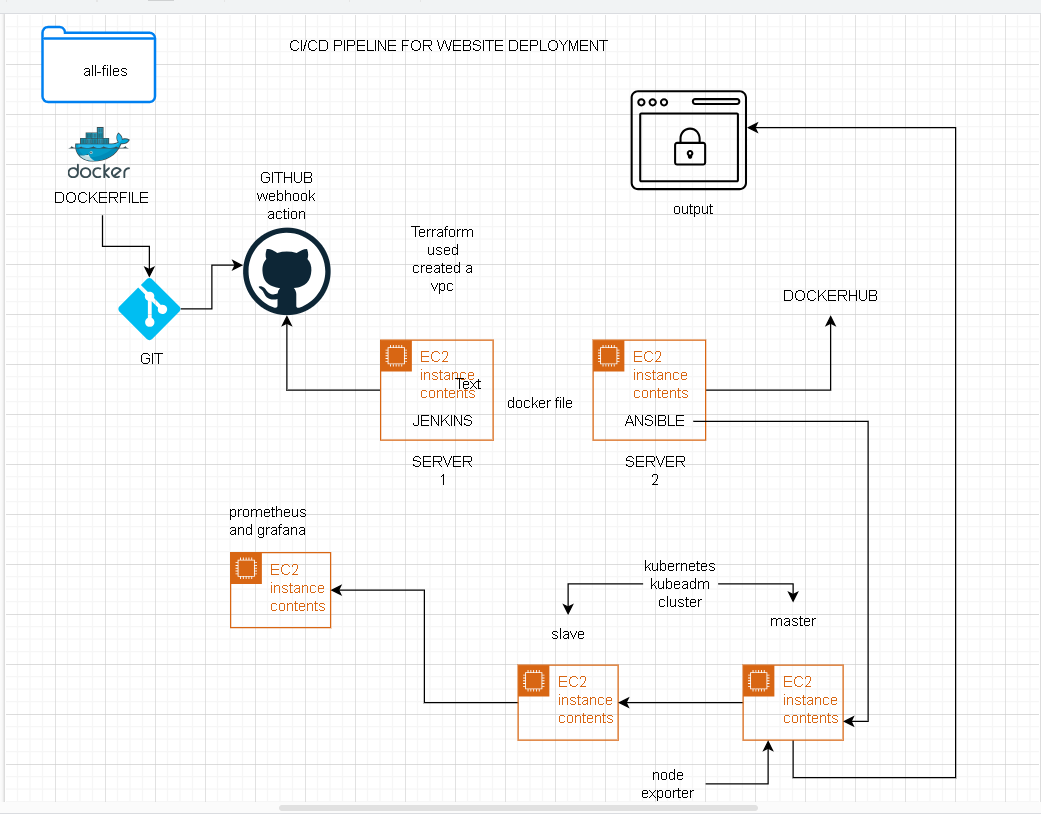 CI/CD PIPELINE FOR WEBSITE DEPLOYMENT
all-files
docker
DOCKERFILE
GITHUB
webhook
action
output
Terraform
used
created a
vpc
DOCKERHUB
GIT
EC2
instance
contents
Text
JENKINS
SERVER
1
docker file
EC2
instance
contents
ANSIBLE
SERVER
2
prometheus
and grafana
EC2
instance
contents
kubernetes
kubeadm
cluster
slave
master
EC2
instance
contents
EC2
instance
contents
node
exporter